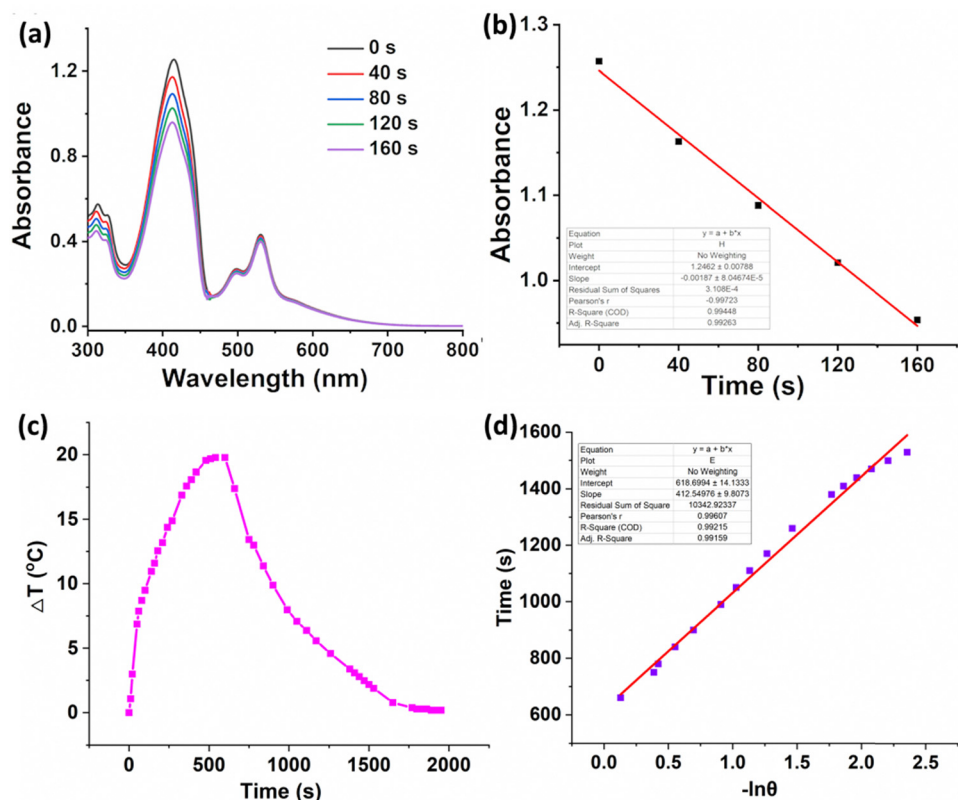 (a)
0 s
40 s
80 s
120 s
160 s
1.2
0.8
0.4
0.0
Absorbance
300 400 500 600 700 800
Wavelength (nm)
(b)
1.3
1.2
1.1
1.0
Absorbance
Equation y = a + b*x
Plot H
Weight No Weighting
Intercept 1.2462 ± 0.00788
Slope -0.00187 ± 8.04674E-5
Residual Sum of Squares 3.108E-4
Pearson's r -0.99723
R-Square (COD) 0.99448
Adj. R-Square 0.99263
0 40 80 120 160
Time (s)
(c)
20
15
10
5
0
△T (ºC)
0 500 1000 1500 2000
Time (s)
(d)
1600
1400
1200
1000
800
600
Time (s)
Equation y = a + b*x
Plot E
Weight No Weighting
Intercept 618.6994 ± 14.1333
Slope 412.54976 ± 9.8073
Residual Sum of Square 10342.92337
Pearson's r 0.99607
R-Square (COD) 0.99215
Adj. R-Square 0.99159
0.0 0.5 1.0 1.5 2.0 2.5
-lnθ